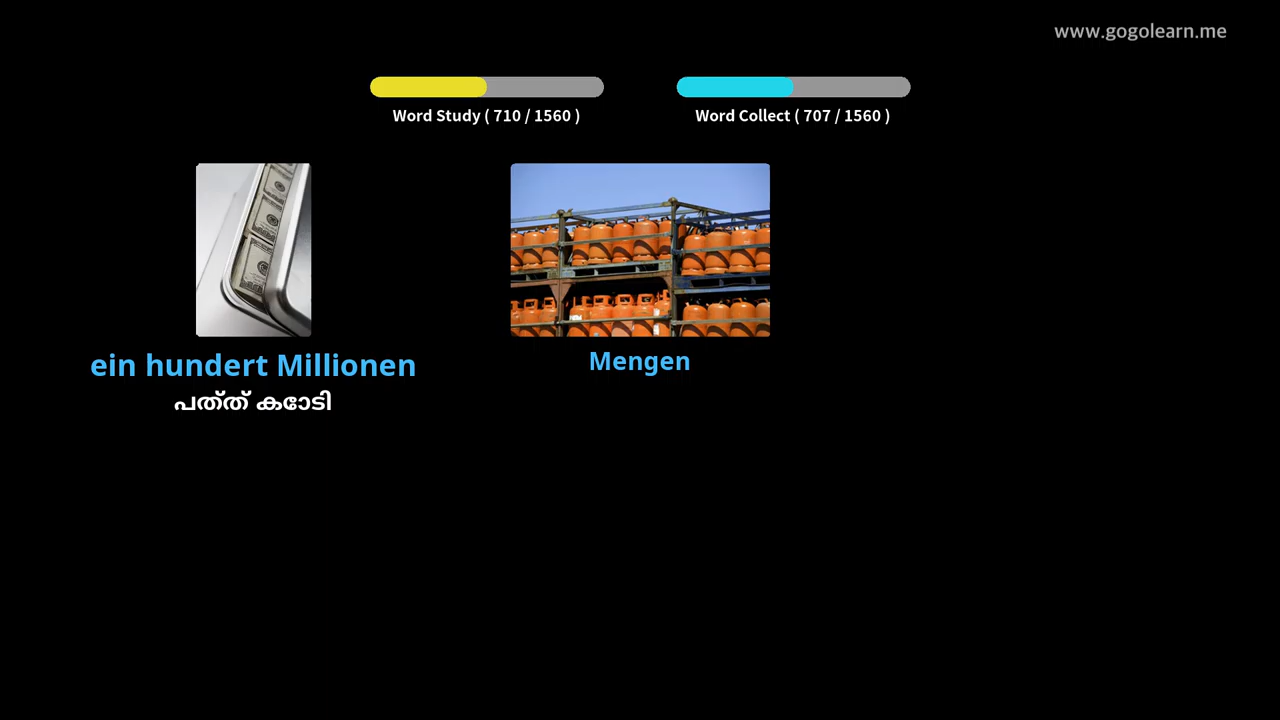 www.gogolearn.me
Word Study ( 710 / 1560 )
Word Collect ( 707 / 1560 )
ein hundert Millionen
പത്ത് കോടി
Mengen